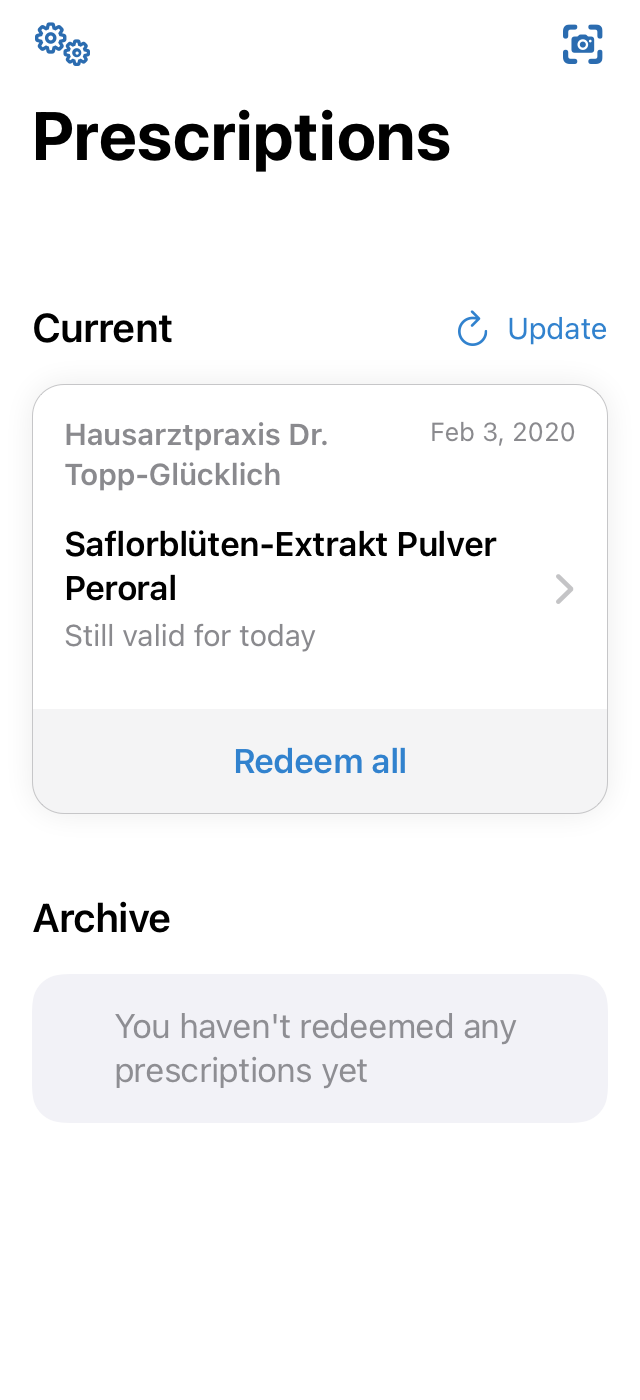 Prescriptions
Current
Update
Hausarztpraxis Dr.
Topp-Glücklich
Feb 3, 2020
Saflorblüten-Extrakt Pulver
Peroral
Still valid for today
Redeem all
Archive
You haven't redeemed any
prescriptions yet